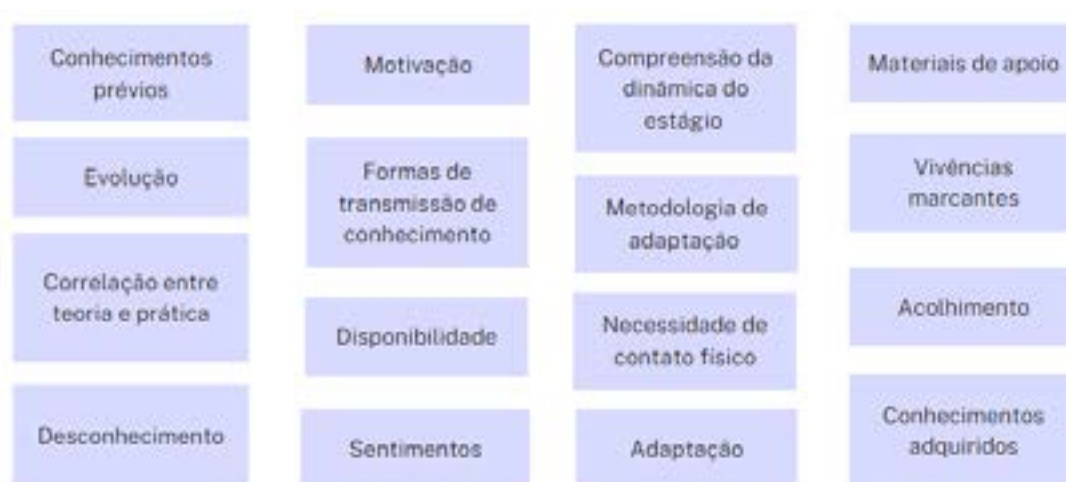 Conhecimentos
prévios
Evolução
Correlação entre
teoria e prática
Desconhecimento
Motivação
Formas de
transmissão de
conhecimento
Disponibilidade
Sentimentos
Compreensão da
dinâmica do
estágio
Metodologia de
adaptação
Necessidade de
contato físico
Adaptação
Materiais de apoio
Vivências
marcantes
Acolhimento
Conhecimentos
adquiridos